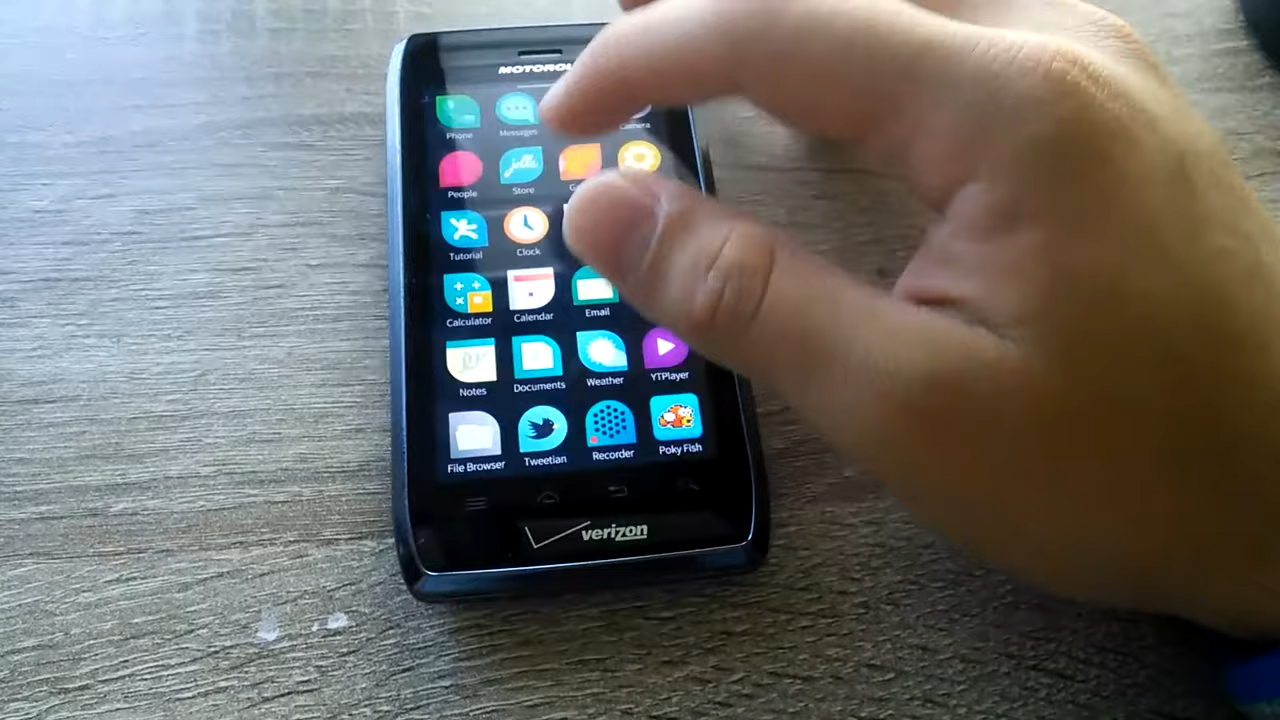 MOTOROL
Phone Messages Camera
People Store
Tutorial Clock
Calculator Calendar Email
Notes Documents Weather YTPlayer
File Browser Tweetian Recorder Poky Fish
verizon